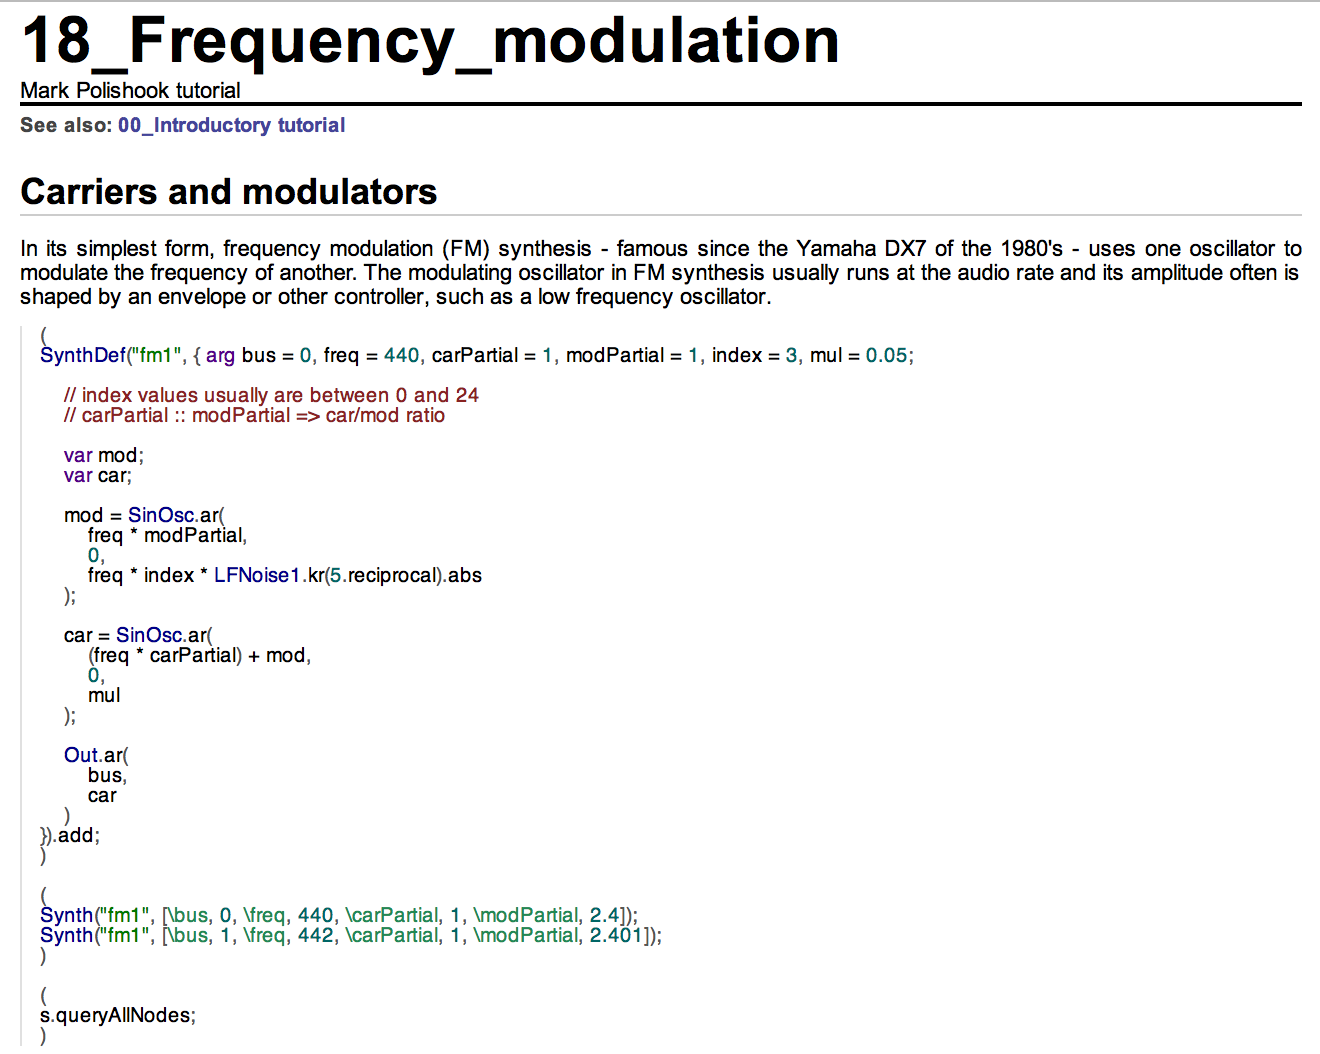 18_Frequency_modulation
Mark Polishook tutorial
See also: 00_Introductory tutorial
Carriers and modulators
In its simplest form, frequency modulation (FM) synthesis - famous since the Yamaha DX7 of the 1980's - uses one oscillator to
modulate the frequency of another. The modulating oscillator in FM synthesis usually runs at the audio rate and its amplitude often is
shaped by an envelope or other controller, such as a low frequency oscillator.
(
SynthDef("fm1", { arg bus = 0, freq = 440, carPartial = 1, modPartial = 1, index = 3, mul = 0.05;
// index values usually are between 0 and 24
// carPartial :: modPartial => car/mod ratio
var mod;
var car;
mod = SinOsc.ar(
freq * modPartial,
0,
freq * index * LFNoise1.kr(5.reciprocal).abs
);
car = SinOsc.ar(
(freq * carPartial) + mod,
0,
mul
);
Out.ar(
bus,
car
)
}).add;
)
(
Synth("fm1", [\bus, 0, \freq, 440, \carPartial, 1, \modPartial, 2.4]);
Synth("fm1", [\bus, 1, \freq, 442, \carPartial, 1, \modPartial, 2.401]);
)
(
s.queryAllNodes;
)